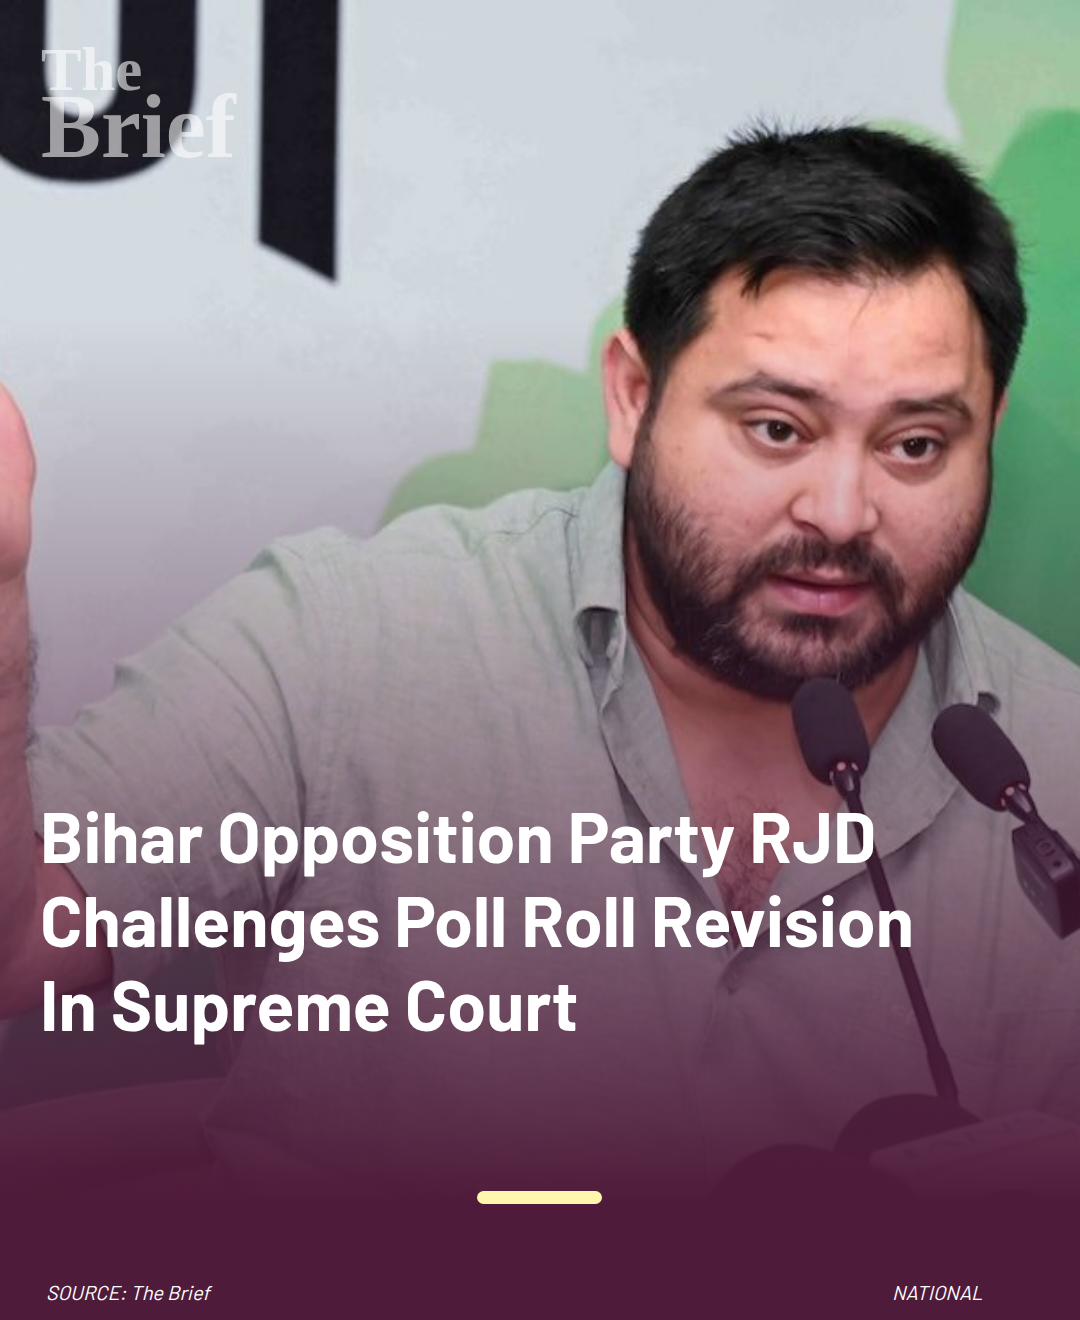 The
Brief
Bihar Opposition Party RJD
Challenges Poll Roll Revision
In Supreme Court
SOURCE: The Brief
NATIONAL